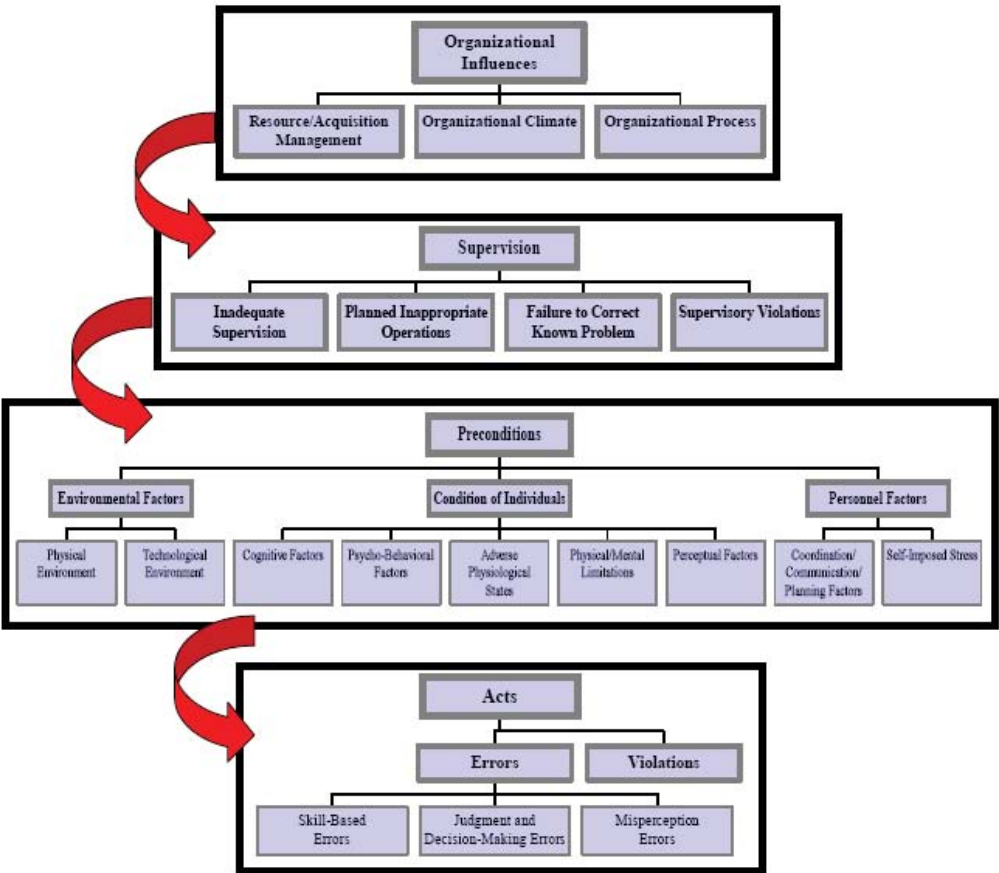 Organizational
Influences
Resource/Acquisition
Management
Organizational Climate
Organizational Process
Supervision
Inadequate
Supervision
Planned Inappropriate
Operations
Failure to Correct
Known Problem
Supervisory Violations
Preconditions
Environmental Factors
Condition of Individuals
Personnel Factors
Physical
Environment
Technological
Environment
Cognitive Factors
Psycho-Behavioral
Factors
Adverse
Physiological
States
Physical/Mental
Limitations
Perceptual Factors
Coordination/
Communication/
Planning Factors
Self-Imposed Stress
Acts
Errors
Violations
Skill-Based
Errors
Judgment and
Decision-Making Errors
Misperception
Errors